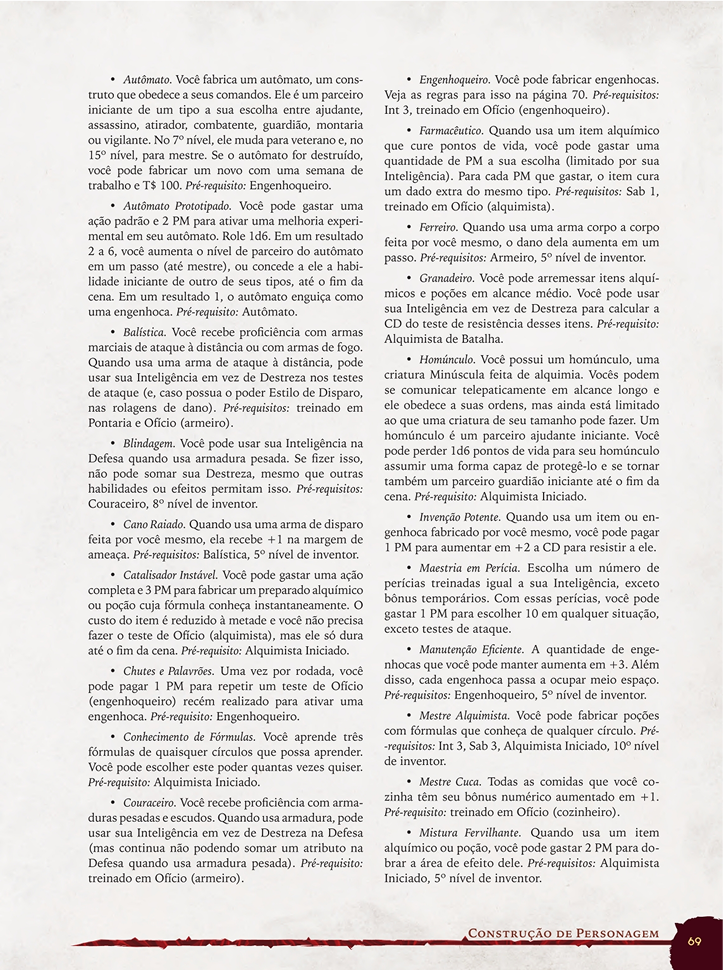 • Autômato. Você fabrica um autômato, um cons-
truto que obedece a seus comandos. Ele é um parceiro
iniciante de um tipo a sua escolha entre ajudante,
assassino, atirador, combatente, guardião, montaria
ou vigilante. No 7º nível, ele muda para veterano e, no
15º nível, para mestre. Se o autômato for destruído,
você pode fabricar um novo com uma semana de
trabalho e T$ 100. Pré-requisito: Engenhoqueiro.
• Autômato Prototipado. Você pode gastar uma
ação padrão e 2 PM para ativar uma melhoria experi-
mental em seu autômato. Role 1d6. Em um resultado
2 a 6, você aumenta o nível de parceiro do autômato
em um passo (até mestre), ou concede a ele a habi-
lidade iniciante de outro de seus tipos, até o fim da
cena. Em um resultado 1, o autômato enguiça como
uma engenhoca. Pré-requisito: Autômato.
• Balística. Você recebe proficiência com armas
marciais de ataque à distância ou com armas de fogo.
Quando usa uma arma de ataque à distância, pode
usar sua Inteligência em vez de Destreza nos testes
de ataque (e, caso possua o poder Estilo de Disparo,
nas rolagens de dano). Pré-requisitos: treinado em
Pontaria e Ofício (armeiro).
• Blindagem. Você pode usar sua Inteligência na
Defesa quando usa armadura pesada. Se fizer isso,
não pode somar sua Destreza, mesmo que outras
habilidades ou efeitos permitam isso. Pré-requisitos:
Couraceiro, 8º nível de inventor.
• Cano Raiado. Quando usa uma arma de disparo
feita por você mesmo, ela recebe +1 na margem de
ameaça. Pré-requisitos: Balística, 5º nível de inventor.
• Catalisador Instável. Você pode gastar uma ação
completa e 3 PM para fabricar um preparado alquímico
ou poção cuja fórmula conheça instantaneamente. O
custo do item é reduzido à metade e você não precisa
fazer o teste de Ofício (alquimista), mas ele só dura
até o fim da cena. Pré-requisito: Alquimista Iniciado.
• Chutes e Palavrões. Uma vez por rodada, você
pode pagar 1 PM para repetir um teste de Ofício
(engenhoqueiro) recém realizado para ativar uma
engenhoca. Pré-requisito: Engenhoqueiro.
• Conhecimento de Fórmulas. Você aprende três
fórmulas de quaisquer círculos que possa aprender.
Você pode escolher este poder quantas vezes quiser.
Pré-requisito: Alquimista Iniciado.
• Couraceiro. Você recebe proficiência com arma-
duras pesadas e escudos. Quando usa armadura, pode
usar sua Inteligência em vez de Destreza na Defesa
(mas continua não podendo somar um atributo na
Defesa quando usa armadura pesada). Pré-requisito:
treinado em Ofício (armeiro).
• Engenhoqueiro. Você pode fabricar engenhocas.
Veja as regras para isso na página 70. Pré-requisitos:
Int 3, treinado em Ofício (engenhoqueiro).
• Farmacêutico. Quando usa um item alquímico
que cure pontos de vida, você pode gastar uma
quantidade de PM a sua escolha (limitado por sua
Inteligência). Para cada PM que gastar, o item cura
um dado extra do mesmo tipo. Pré-requisitos: Sab 1,
treinado em Ofício (alquimista).
• Ferreiro. Quando usa uma arma corpo a corpo
feita por você mesmo, o dano dela aumenta em um
passo. Pré-requisitos: Armeiro, 5º nível de inventor.
• Granadeiro. Você pode arremessar itens alquí-
micos e poções em alcance médio. Você pode usar
sua Inteligência em vez de Destreza para calcular a
CD do teste de resistência desses itens. Pré-requisito:
Alquimista de Batalha.
• Homúnculo. Você possui um homúnculo, uma
criatura Minúscula feita de alquimia. Vocês podem
se comunicar telepaticamente em alcance longo e
ele obedece a suas ordens, mas ainda está limitado
ao que uma criatura de seu tamanho pode fazer. Um
homúnculo é um parceiro ajudante iniciante. Você
pode perder 1d6 pontos de vida para seu homúnculo
assumir uma forma capaz de protegê-lo e se tornar
também um parceiro guardião iniciante até o fim da
cena. Pré-requisito: Alquimista Iniciado.
• Invenção Potente. Quando usa um item ou en-
genhoca fabricado por você mesmo, você pode pagar
1 PM para aumentar em +2 a CD para resistir a ele.
• Maestria em Perícia. Escolha um número de
perícias treinadas igual a sua Inteligência, exceto
bônus temporários. Com essas perícias, você pode
gastar 1 PM para escolher 10 em qualquer situação,
exceto testes de ataque.
• Manutenção Eficiente. A quantidade de enge-
nhocas que você pode manter aumenta em +3. Além
disso, cada engenhoca passa a ocupar meio espaço.
Pré-requisitos: Engenhoqueiro, 5º nível de inventor.
• Mestre Alquimista. Você pode fabricar poções
com fórmulas que conheça de qualquer círculo. Pré-
-requisitos: Int 3, Sab 3, Alquimista Iniciado, 10º nível
de inventor.
• Mestre Cuca. Todas as comidas que você co-
zinha têm seu bônus numérico aumentado em +1.
Pré-requisito: treinado em Ofício (cozinheiro).
• Mistura Fervilhante. Quando usa um item
alquímico ou poção, você pode gastar 2 PM para do-
brar a área de efeito dele. Pré-requisitos: Alquimista
Iniciado, 5º nível de inventor.
Construção de Personagem
69